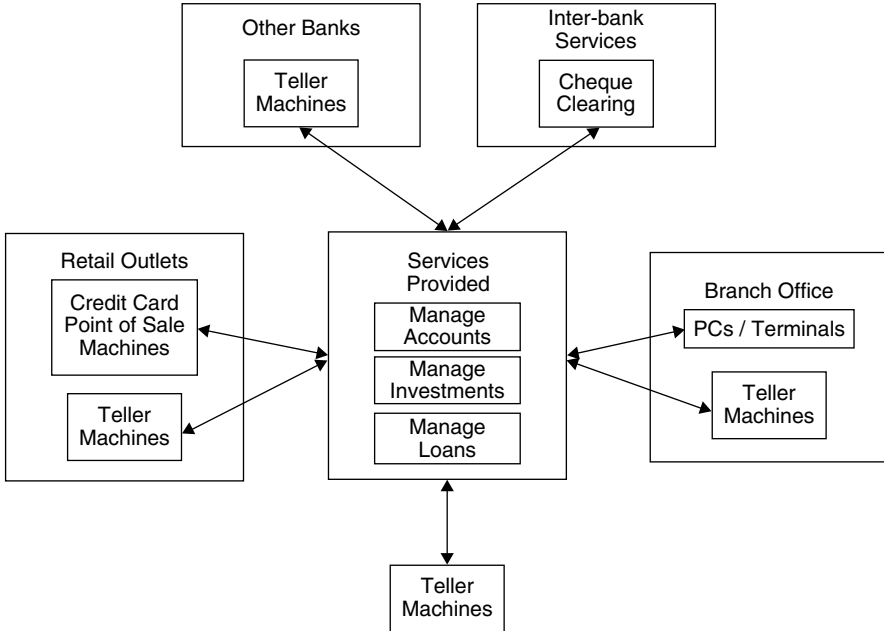 Other Banks
Teller
Machines
Inter-bank
Services
Cheque
Clearing
Retail Outlets
Credit Card
Point of Sale
Machines
Teller
Machines
Services
Provided
Manage
Accounts
Manage
Investments
Manage
Loans
Branch Office
PCs / Terminals
Teller
Machines
Teller
Machines